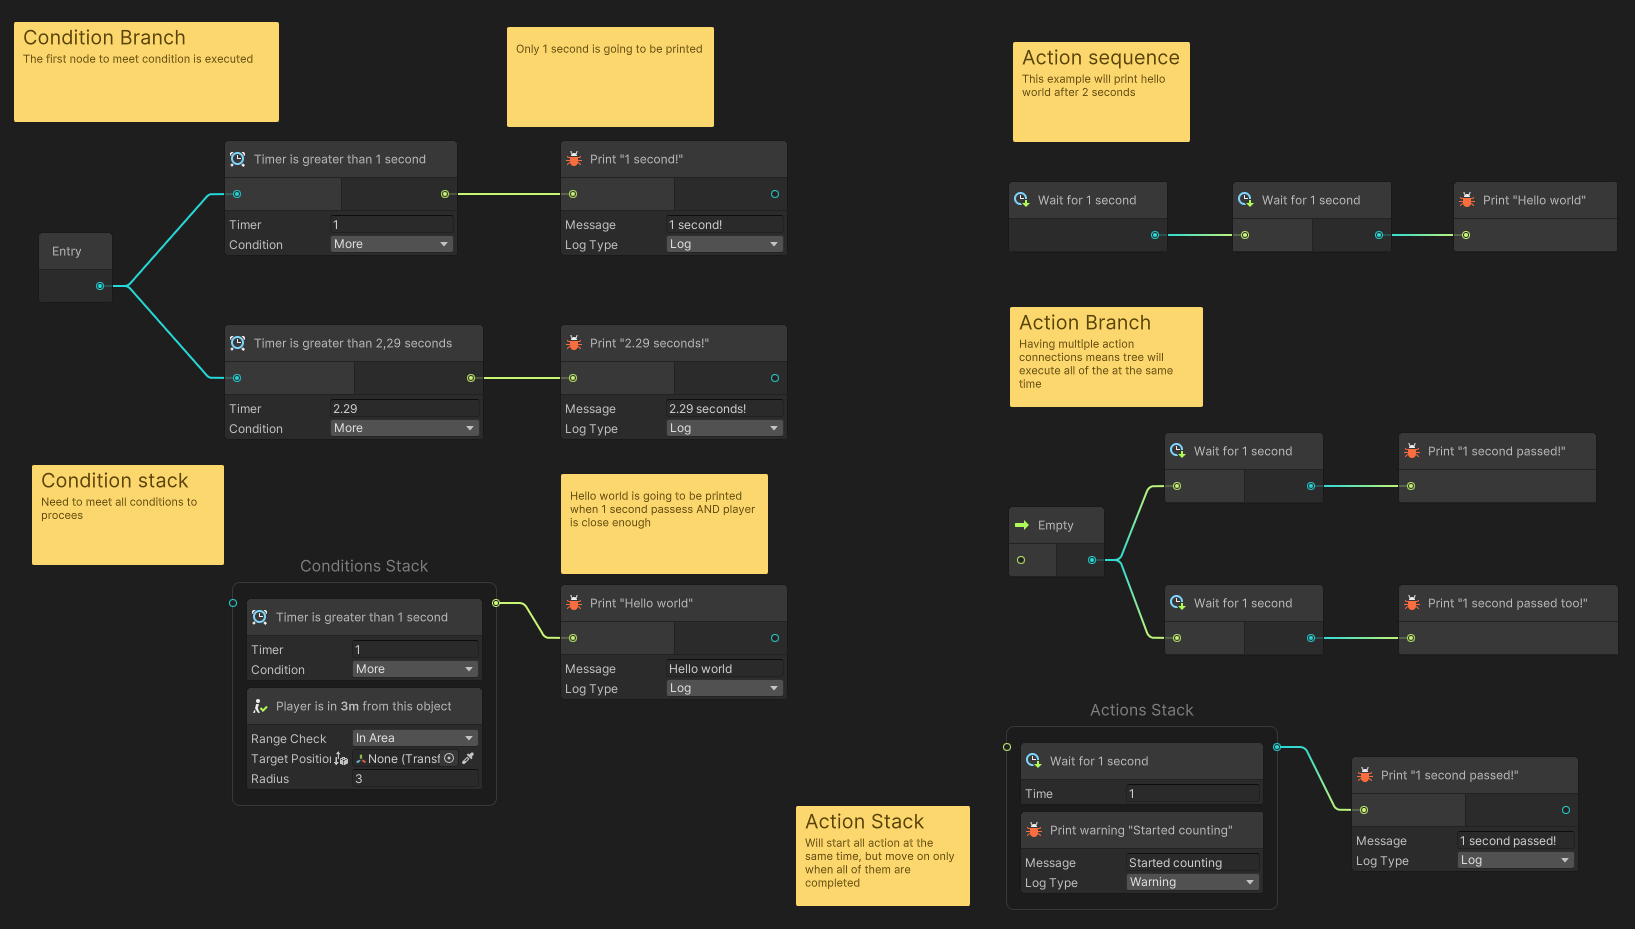 Condition Branch
The first node to meet condition is executed
Only 1 second is going to be printed
Timer is greater than 1 second
Timer 1
Condition More
Print "1 second!"
Message 1 second!
Log Type Log
Entry
Timer is greater than 2,29 seconds
Timer 2.29
Condition More
Print "2.29 seconds!"
Message 2.29 seconds!
Log Type Log
Condition stack
Need to meet all conditions to
procees
Hello world is going to be printed
when 1 second passess AND player
is close enough
Conditions Stack
Timer is greater than 1 second
Timer 1
Condition More
Player is in 3m from this object
Range Check In Area
Target Position None (Transf
Radius 3
Print "Hello world"
Message Hello world
Log Type Log
Action sequence
This example will print hello
world after 2 seconds
Wait for 1 second
Wait for 1 second
Print "Hello world"
Action Branch
Having multiple action
connections means tree will
execute all of the at the same
time
Empty
Wait for 1 second
Print "1 second passed!"
Wait for 1 second
Print "1 second passed too!"
Action Stack
Will start all action at the
same time, but move on only
when all of them are
completed
Actions Stack
Wait for 1 second
Time 1
Print warning "Started counting"
Message Started counting
Log Type Warning
Print "1 second passed!"
Message 1 second passed!
Log Type Log